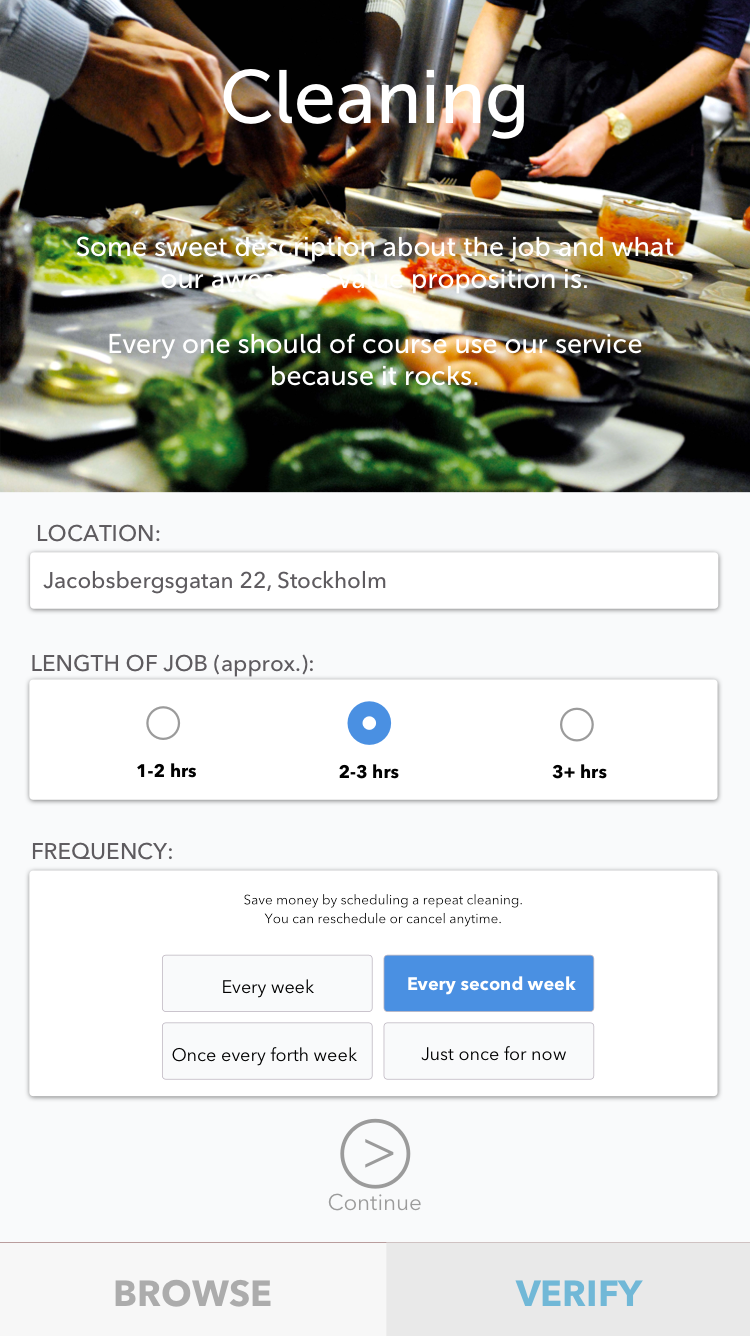 Cleaning
Some sweet description about the job and what
our awesome value proposition is.
Every one should of course use our service
because it rocks.
LOCATION:
Jacobsbergsgatan 22, Stockholm
LENGTH OF JOB (approx.):
1-2 hrs 2-3 hrs 3+ hrs
FREQUENCY:
Save money by scheduling a repeat cleaning.
You can reschedule or cancel anytime.
Every week Every second week
Once every forth week Just once for now
>
Continue
BROWSE VERIFY